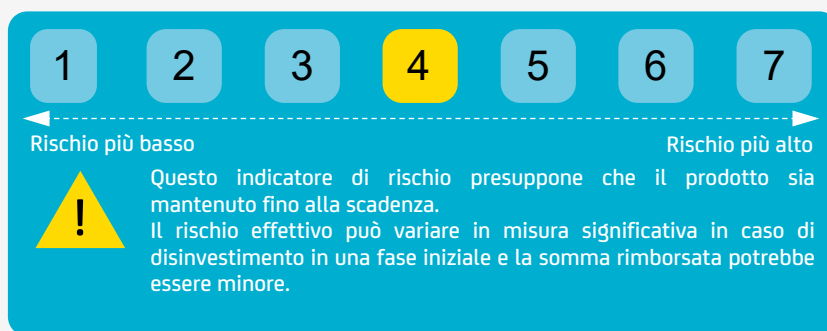 1 2 3 4 5 6 7
Rischio più basso Rischio più alto
Questo indicatore di rischio presuppone che il prodotto sia
mantenuto fino alla scadenza.
Il rischio effettivo può variare in misura significativa in caso di
disinvestimento in una fase iniziale e la somma rimborsata potrebbe
essere minore.
!